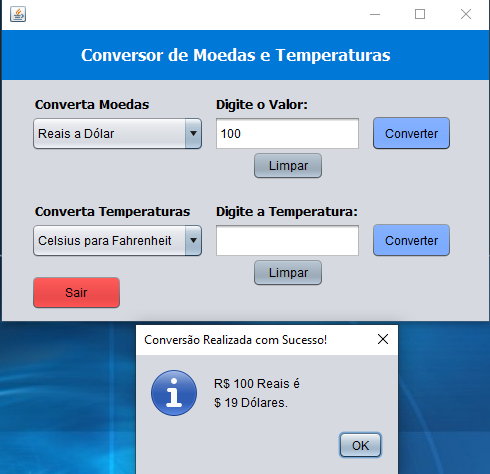 Conversor de Moedas e Temperaturas
Converta Moedas
Digite o Valor:
Reais a Dólar
100
Converter
Limpar
Converta Temperaturas
Digite a Temperatura:
Celsius para Fahrenheit
Converter
Limpar
Sair
Conversão Realizada com Sucesso!
R$ 100 Reais é
$ 19 Dólares.
OK